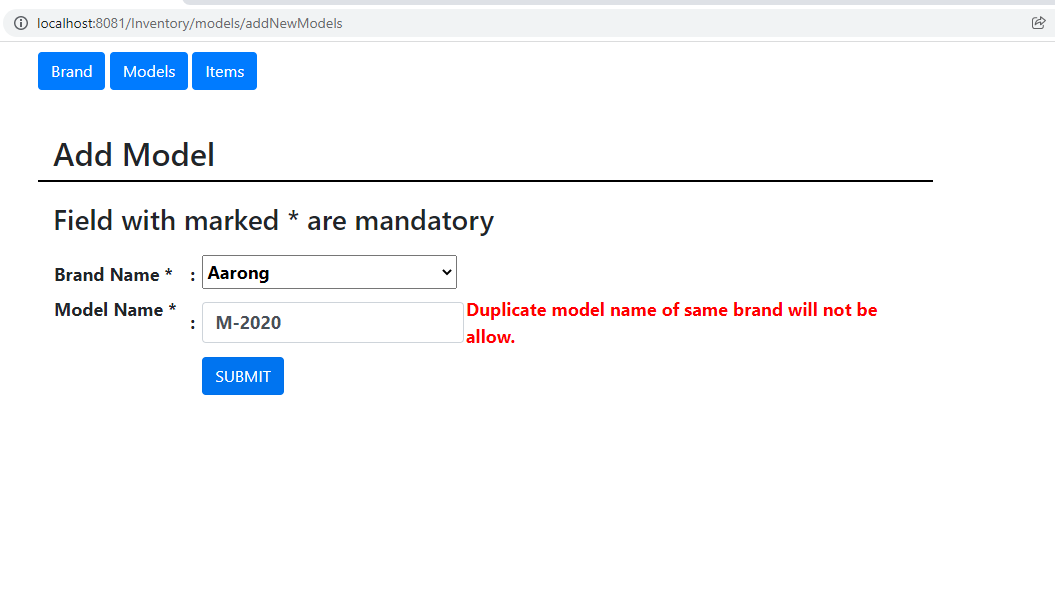 localhost:8081/Inventory/models/addNewModels
Brand Models Items
Add Model
Field with marked * are mandatory
Brand Name * : Aarong
Model Name * : M-2020 Duplicate model name of same brand will not be
allow.
SUBMIT